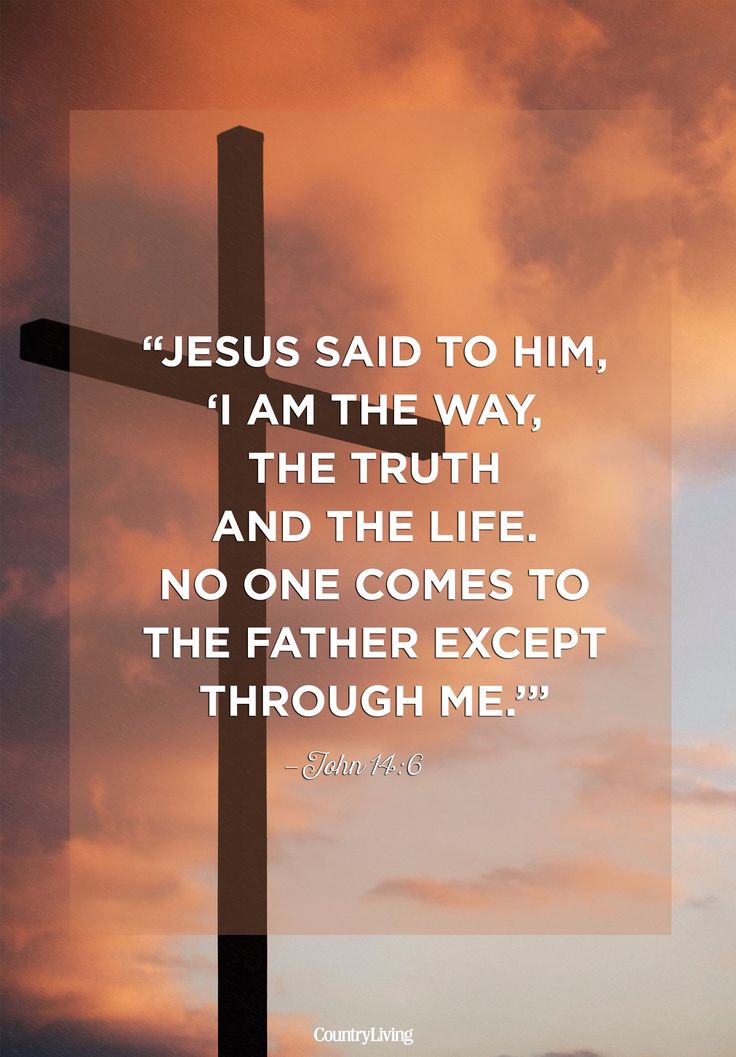 “JESUS SAID TO HIM,
‘I AM THE WAY,
THE TRUTH
AND THE LIFE.
NO ONE COMES TO
THE FATHER EXCEPT
THROUGH ME.’”
– John 14:6
CountryLiving